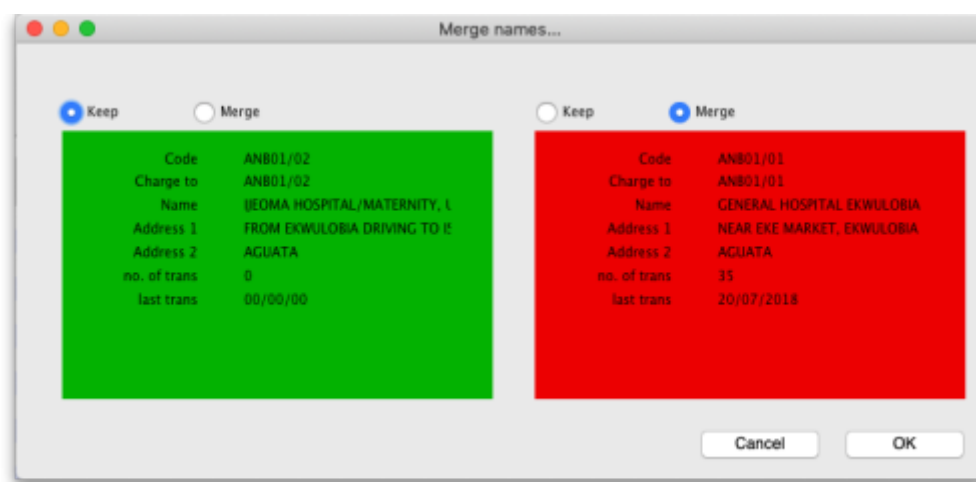 Merge names...
Keep Merge Keep Merge
Code ANB01/02
Charge to ANB01/02
Name IJEOMA HOSPITAL/MATERNITY,
Address 1 FROM EKWULOBIA DRIVING TO
Address 2 AGUATA
no. of trans 0
last trans 00/00/00
Code ANB01/01
Charge to ANB01/01
Name GENERAL HOSPITAL EKWULOBIA
Address 1 NEAR EKE MARKET, EKWULOBIA
Address 2 AGUATA
no. of trans 35
last trans 20/07/2018
Cancel OK